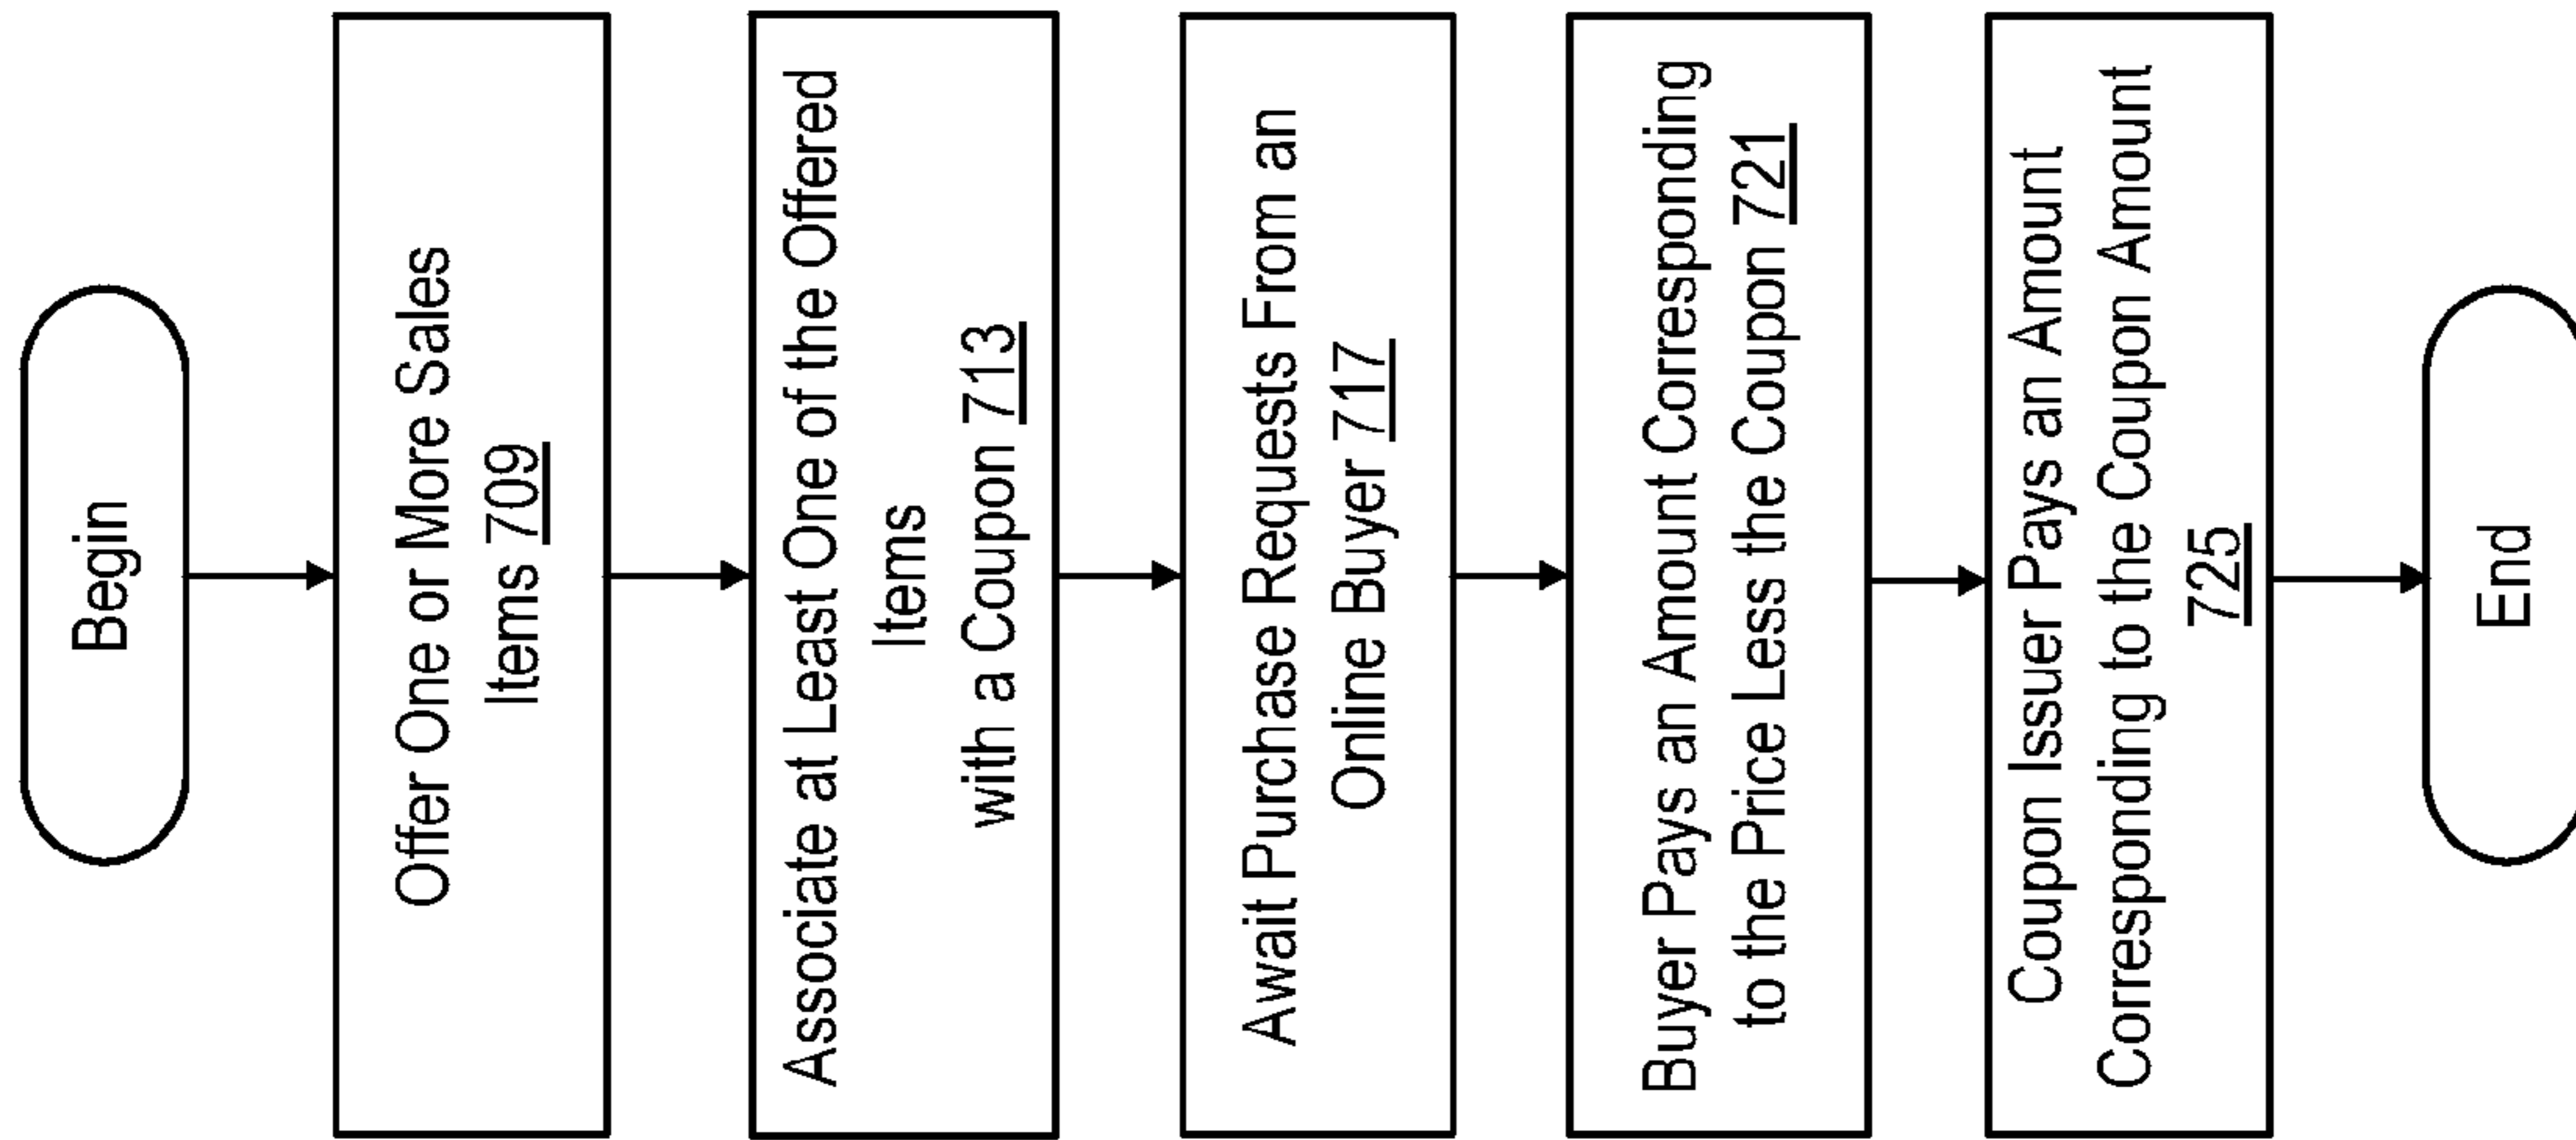 Begin
Offer One or More Sales
Items 709
Associate at Least One of the Offered
Items
with a Coupon 713
Await Purchase Requests From an
Online Buyer 717
Buyer Pays an Amount Corresponding
to the Price Less the Coupon 721
Coupon Issuer Pays an Amount
Corresponding to the Coupon Amount
725
End